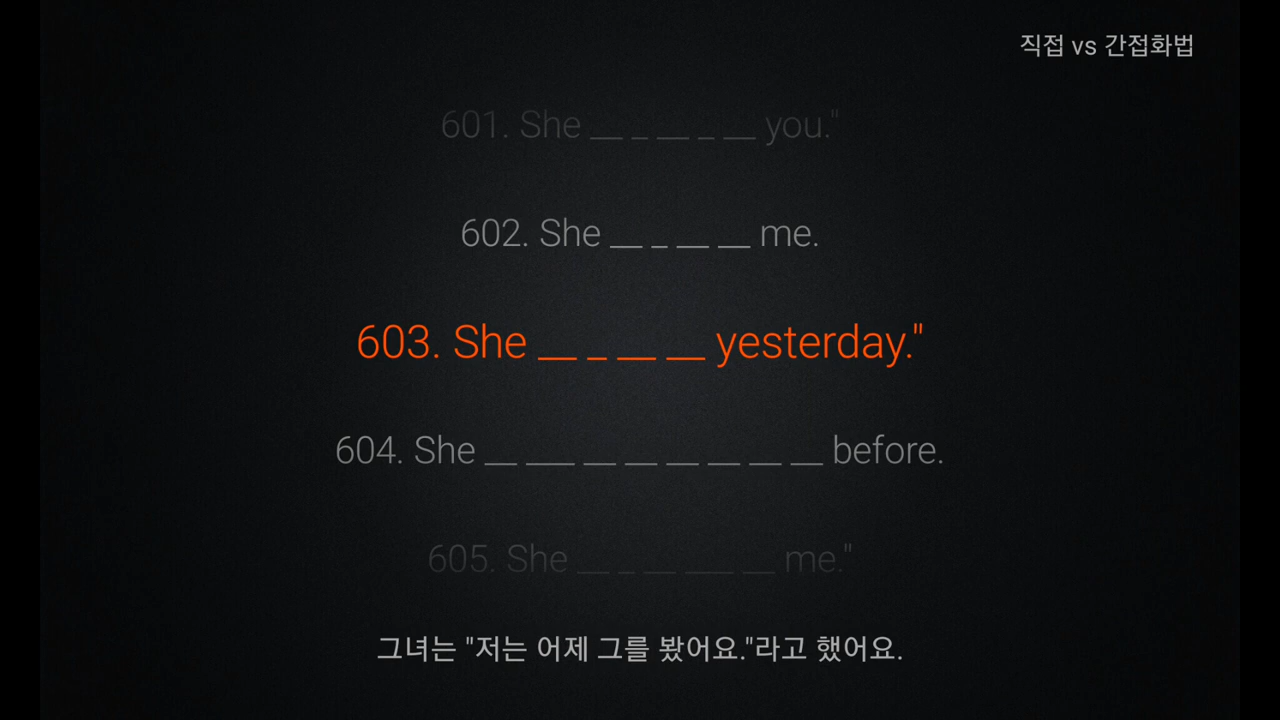 직접 vs 간접화법
601. She __ _ __ _ __ you."
602. She __ _ __ __ me.
603. She __ _ __ __ yesterday."
604. She __ ___ __ __ __ __ __ __ before.
605. She __ _ __ ___ __ me."
그녀는 "저는 어제 그를 봤어요."라고 했어요.